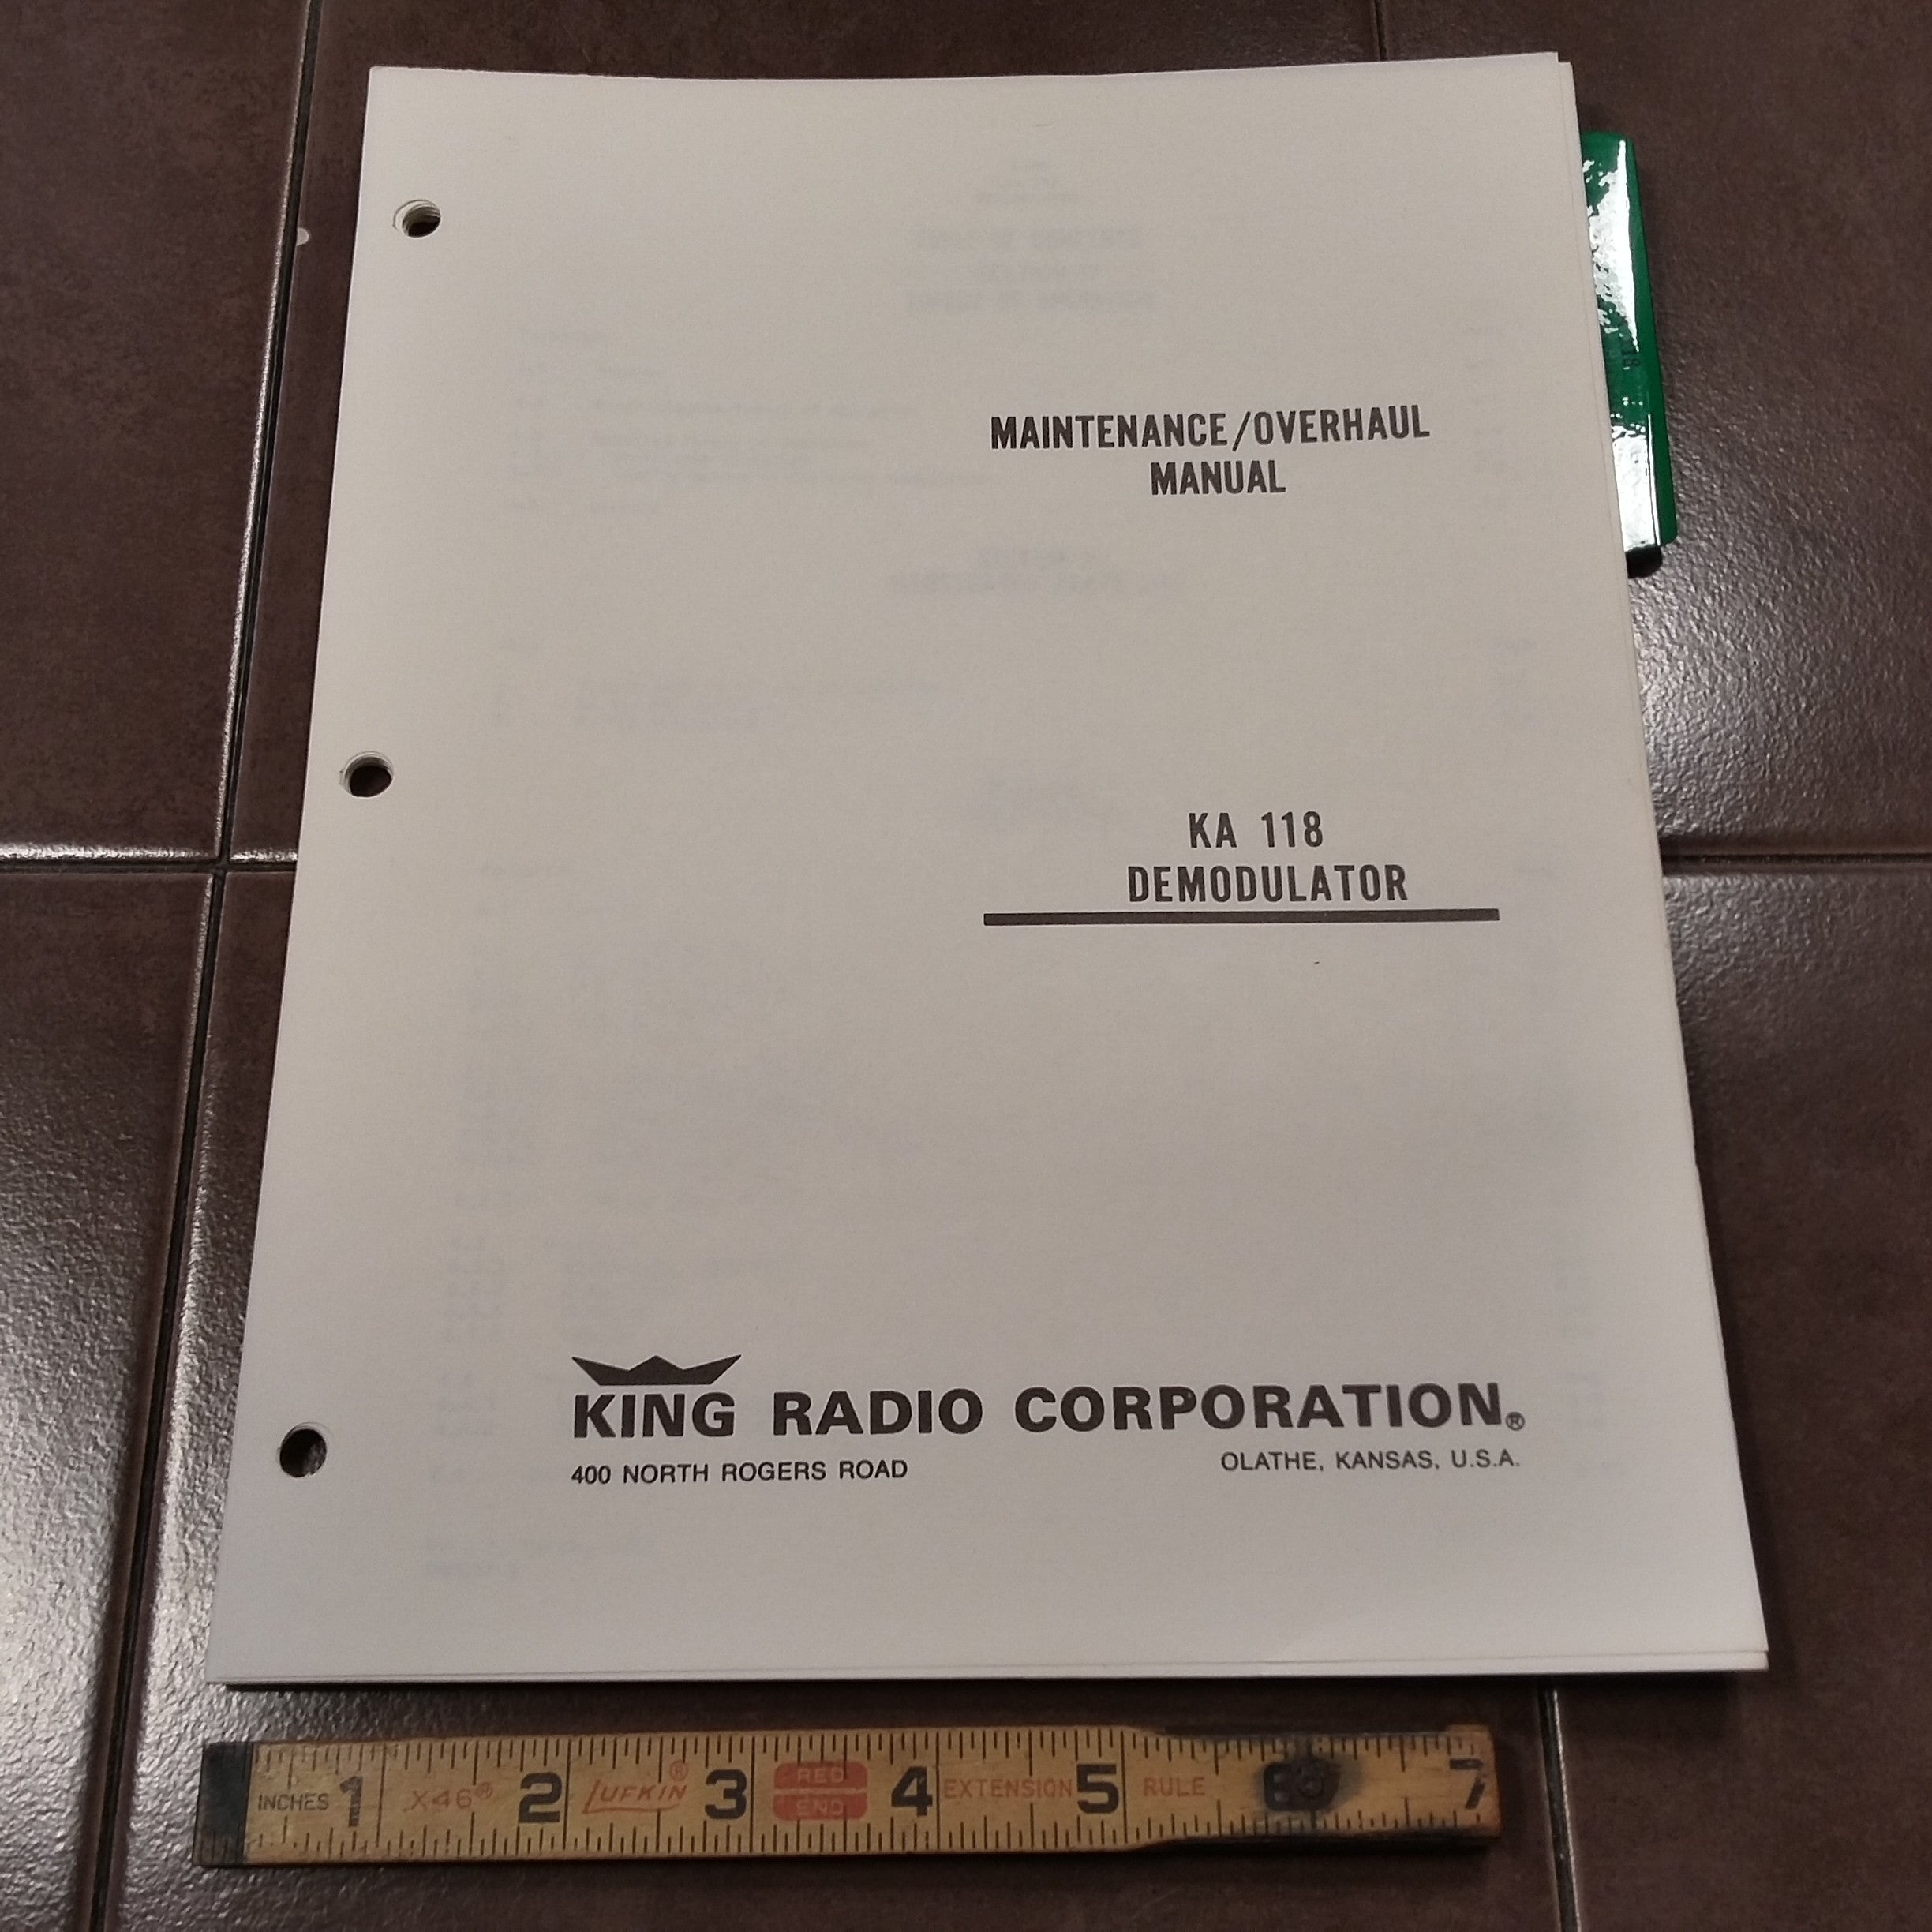 MAINTENANCE/OVERHAUL
MANUAL
KA 118
DEMODULATOR
KING RADIO CORPORATION®
400 NORTH ROGERS ROAD
OLATHE, KANSAS, U.S.A.
INCHES 1 X46® 2 LUFKIN® 3 RED END 4 EXTENSION 5 RULE 6 7